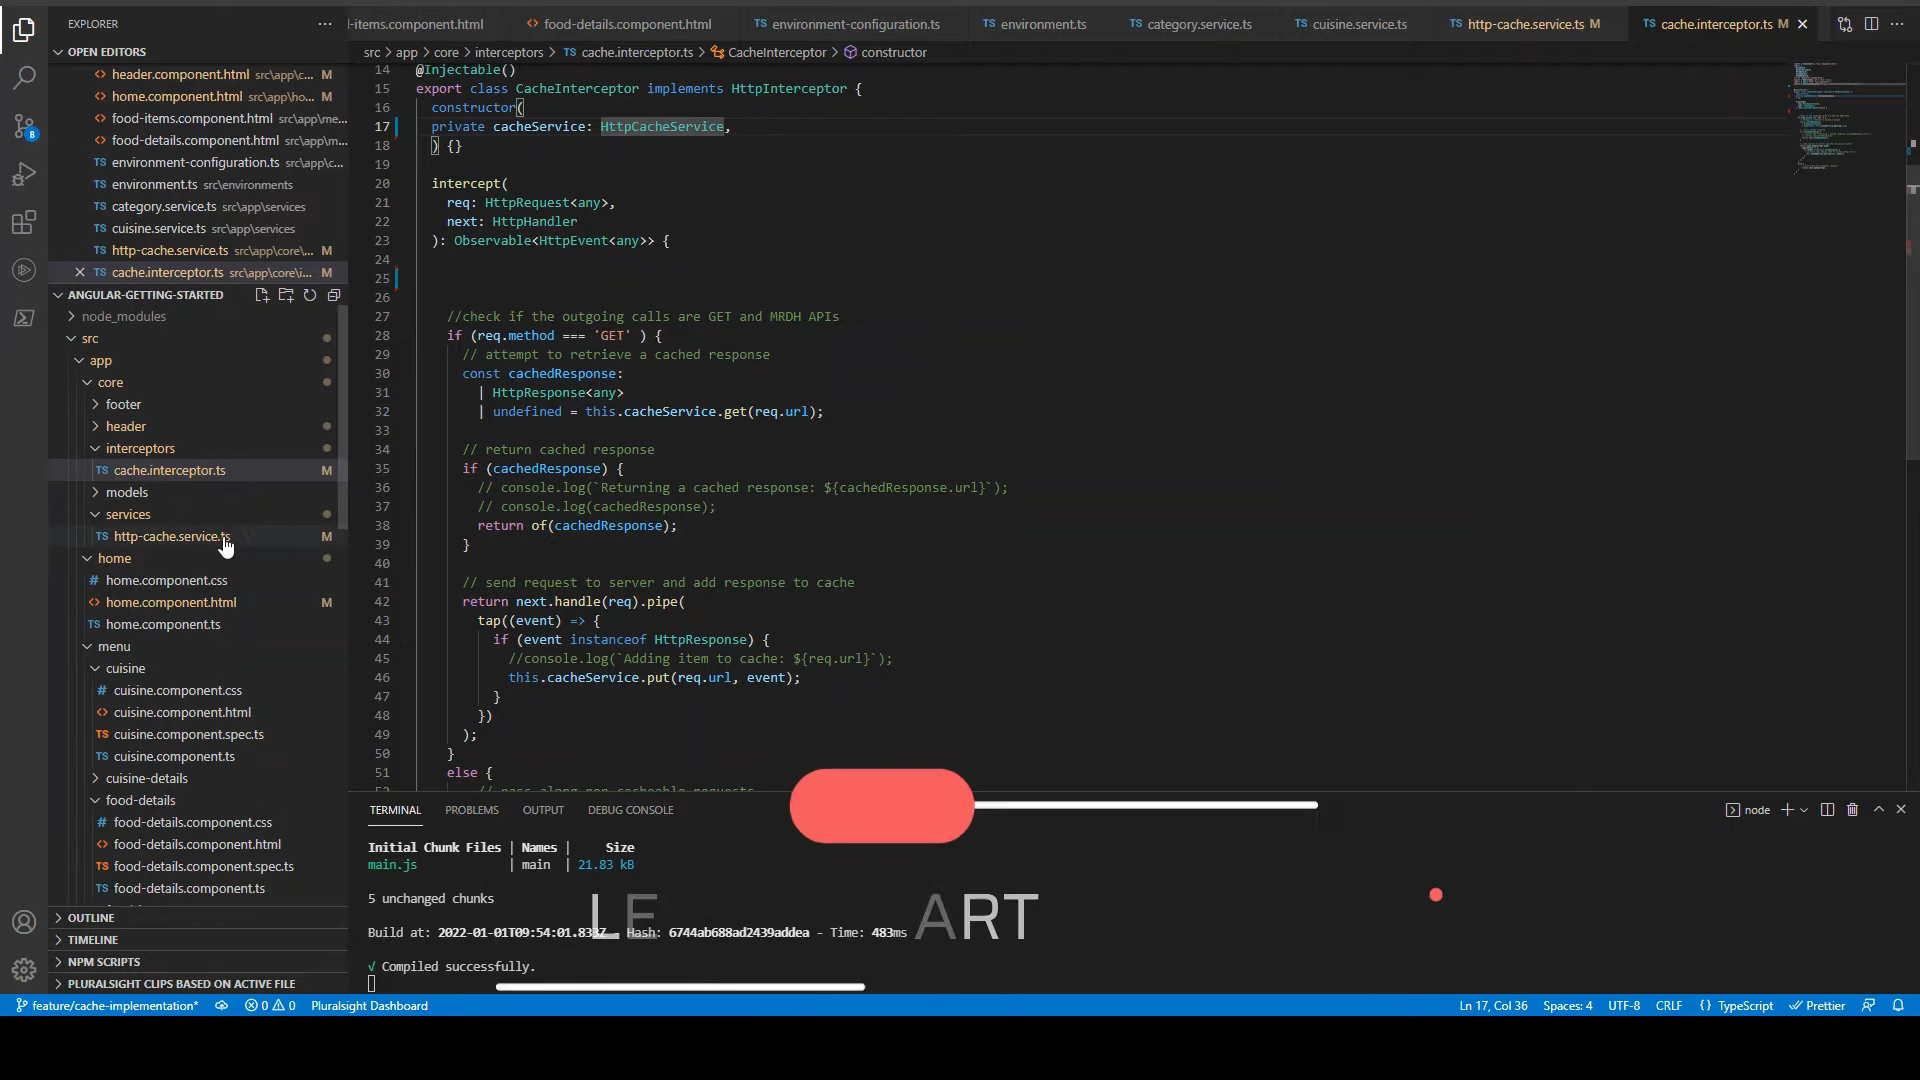 EXPLORER
-items.component.html
food-details.component.html
environment-configuration.ts
environment.ts
category.service.ts
cuisine.service.ts
http-cache.service.ts M
cache.interceptor.ts M
OPEN EDITORS
src > app > core > interceptors > TS cache.interceptor.ts > CacheInterceptor > constructor
header.component.html src\app\c... M
home.component.html src\app\ho... M
food-items.component.html src\app\me...
food-details.component.html src\app\m...
TS environment-configuration.ts src\app\c...
TS environment.ts src\environments
TS category.service.ts src\app\services
TS cuisine.service.ts src\app\services
TS http-cache.service.ts src\app\core\... M
TS cache.interceptor.ts src\app\core\i... M
ANGULAR-GETTING-STARTED
node_modules
src
app
core
footer
header
interceptors
TS cache.interceptor.ts M
models
services
TS http-cache.service.ts M
home
# home.component.css
home.component.html M
TS home.component.ts
menu
cuisine
# cuisine.component.css
cuisine.component.html
TS cuisine.component.spec.ts
TS cuisine.component.ts
cuisine-details
food-details
# food-details.component.css
food-details.component.html
TS food-details.component.spec.ts
TS food-details.component.ts
OUTLINE
TIMELINE
NPM SCRIPTS
PLURALSIGHT CLIPS BASED ON ACTIVE FILE
14 @Injectable()
15 export class CacheInterceptor implements HttpInterceptor {
16 constructor(
17 private cacheService: HttpCacheService,
18 ) {}
19
20 intercept(
21 req: HttpRequest<any>,
22 next: HttpHandler
23 ): Observable<HttpEvent<any>> {
24
25
26
27 //check if the outgoing calls are GET and MRDH APIs
28 if (req.method === 'GET' ) {
29 // attempt to retrieve a cached response
30 const cachedResponse:
31 | HttpResponse<any>
32 | undefined = this.cacheService.get(req.url);
33
34 // return cached response
35 if (cachedResponse) {
36 // console.log(`Returning a cached response: ${cachedResponse.url}`);
37 // console.log(cachedResponse);
38 return of(cachedResponse);
39 }
40
41 // send request to server and add response to cache
42 return next.handle(req).pipe(
43 tap((event) => {
44 if (event instanceof HttpResponse) {
45 //console.log(`Adding item to cache: ${req.url}`);
46 this.cacheService.put(req.url, event);
47 }
48 })
49 );
50 }
51 else {
TERMINAL PROBLEMS OUTPUT DEBUG CONSOLE
node
Initial Chunk Files | Names | Size
main.js | main | 21.83 kB
5 unchanged chunks
LE ART
Build at: 2022-01-01T09:54:01.833Z - Hash: 6744ab688ad2439addea - Time: 483ms
√ Compiled successfully.
8
feature/cache-implementation* 0 0 Pluralsight Dashboard
Ln 17, Col 36 Spaces: 4 UTF-8 CRLF {} TypeScript Prettier